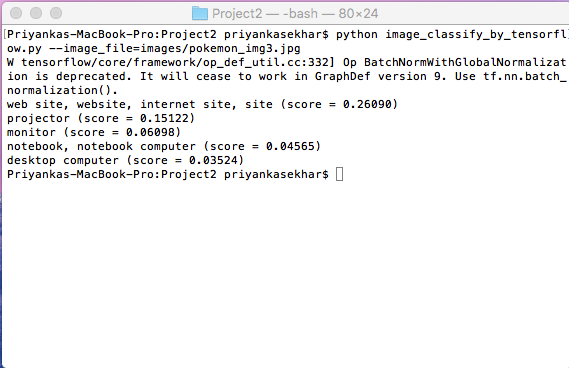 Project2 — -bash — 80×24
[Priyankas-MacBook-Pro:Project2 priyankasekhar$ python image_classify_by_tensorfl
ow.py --image_file=images/pokemon_img3.jpg
W tensorflow/core/framework/op_def_util.cc:332] Op BatchNormWithGlobalNormalizat
ion is deprecated. It will cease to work in GraphDef version 9. Use tf.nn.batch_
normalization().
web site, website, internet site, site (score = 0.26090)
projector (score = 0.15122)
monitor (score = 0.06098)
notebook, notebook computer (score = 0.04565)
desktop computer (score = 0.03524)
Priyankas-MacBook-Pro:Project2 priyankasekhar$